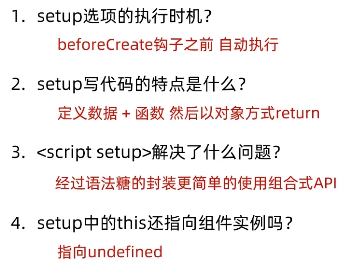 1. setup选项的执行时机？
beforeCreate钩子之前 自动执行
2. setup写代码的特点是什么？
定义数据 + 函数 然后以对象方式return
3. <script setup>解决了什么问题？
经过语法糖的封装更简单的使用组合式API
4. setup中的this还指向组件实例吗？
指向undefined